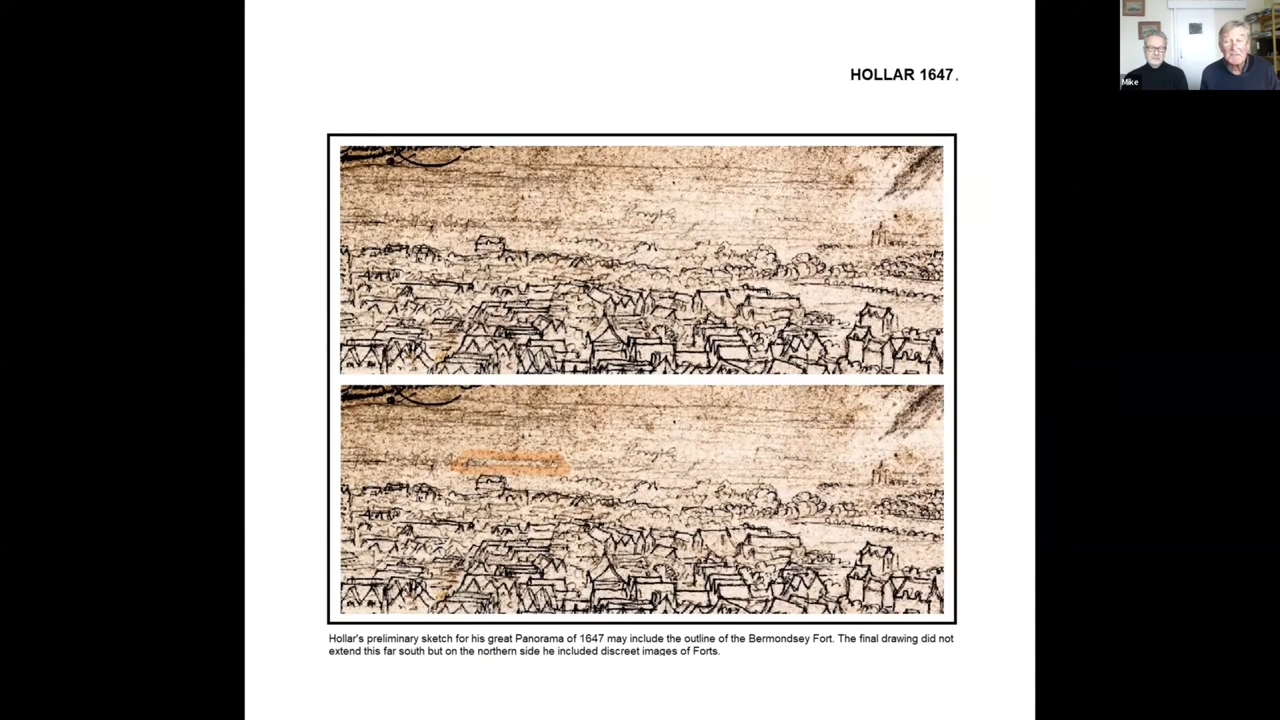 HOLLAR 1647.
Mike
Hollar's preliminary sketch for his great Panorama of 1647 may include the outline of the Bermondsey Fort. The final drawing did not
extend this far south but on the northern side he included discreet images of Forts.